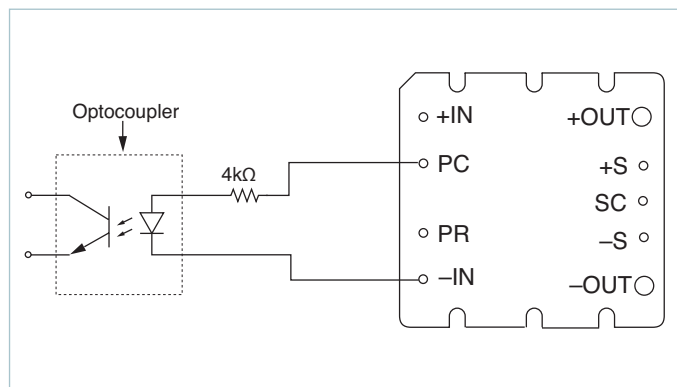 Optocoupler
4kΩ
+IN
PC
PR
–IN
+OUT
+S
SC
–S
–OUT